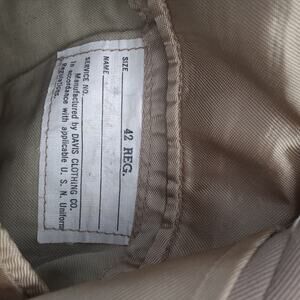 SIZE 42 REG.
NAME
SERVICE NO.
Manufactured by DAVIS CLOTHING CO.
in accordance with applicable U. S. N. Uniform
Regulations.